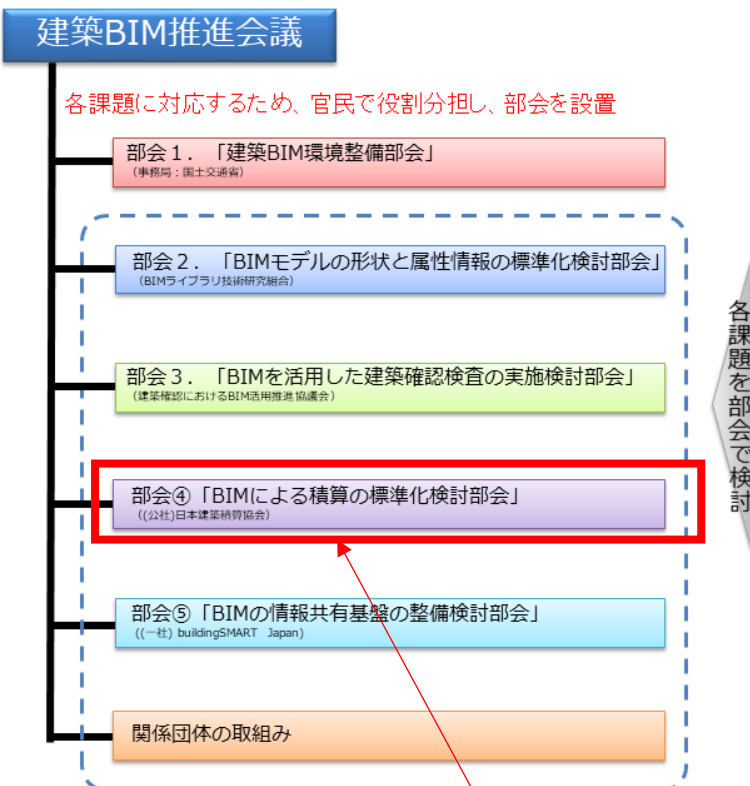 建築BIM推進会議
各課題に対応するため、官民で役割分担し、部会を設置
部会１．「建築BIM環境整備部会」
（事務局：国土交通省）
部会２．「BIMモデルの形状と属性情報の標準化検討部会」
（BIMライブラリ技術研究組合）
部会３．「BIMを活用した建築確認検査の実施検討部会」
（建築確認におけるBIM活用推進協議会）
部会④「BIMによる積算の標準化検討部会」
（(公社)日本建築積算協会）
部会⑤「BIMの情報共有基盤の整備検討部会」
（(一社) buildingSMART Japan）
関係団体の取組み
各課題を部会で検討